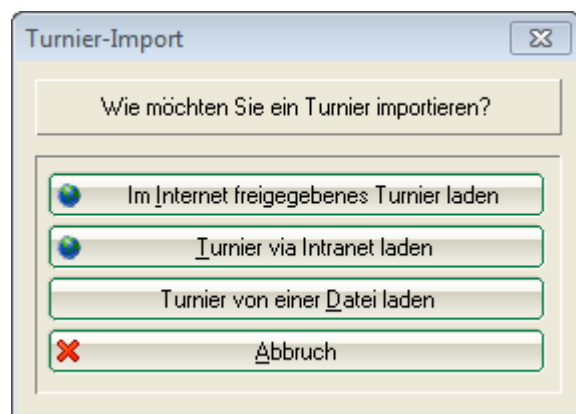 Turnier-Import
Wie möchten Sie ein Turnier importieren?
Im Internet freigegebenes Turnier laden
Turnier via Intranet laden
Turnier von einer Datei laden
Abbruch